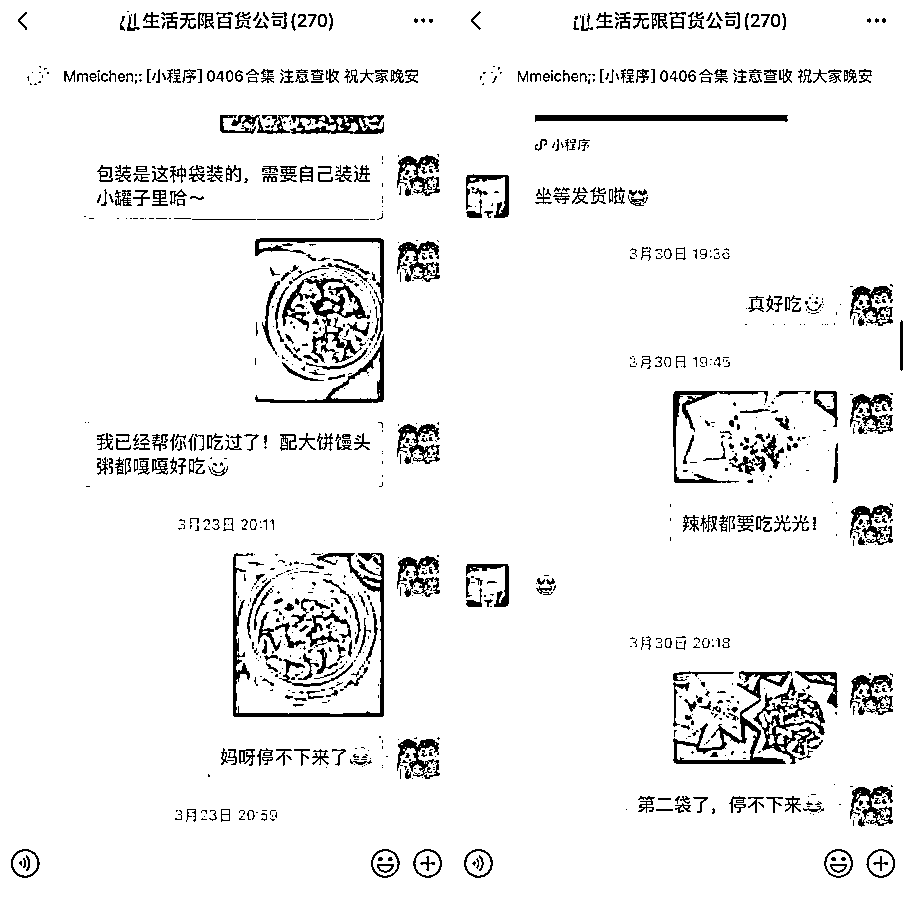 生活无限百货公司(270)
Mmeichen;: [小程序] 0406合集 注意查收 祝大家晚安
包装是这种袋装的，需要自己装进
小罐子里哈～
我已经帮你们吃过了！配大饼馒头
粥都嘎嘎好吃
3月23日 20:11
妈呀停不下来了
3月23日 20:59
生活无限百货公司(270)
Mmeichen;: [小程序] 0406合集 注意查收 祝大家晚安
小程序
坐等发货啦
3月30日 19:36
真好吃
3月30日 19:45
辣椒都要吃光光！
3月30日 20:18
第二袋了，停不下来